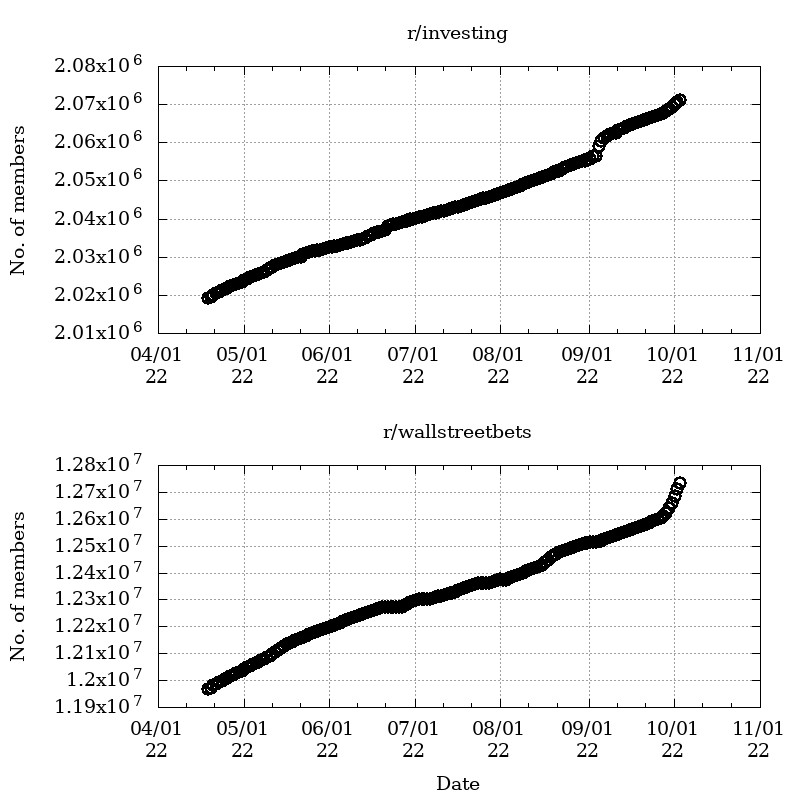 r/investing
2.08x10^6
2.07x10^6
2.06x10^6
2.05x10^6
2.04x10^6
2.03x10^6
2.02x10^6
2.01x10^6
No. of members
04/01 05/01 06/01 07/01 08/01 09/01 10/01 11/01
22 22 22 22 22 22 22 22
r/wallstreetbets
1.28x10^7
1.27x10^7
1.26x10^7
1.25x10^7
1.24x10^7
1.23x10^7
1.22x10^7
1.21x10^7
1.2x10^7
1.19x10^7
No. of members
04/01 05/01 06/01 07/01 08/01 09/01 10/01 11/01
22 22 22 22 22 22 22 22
Date